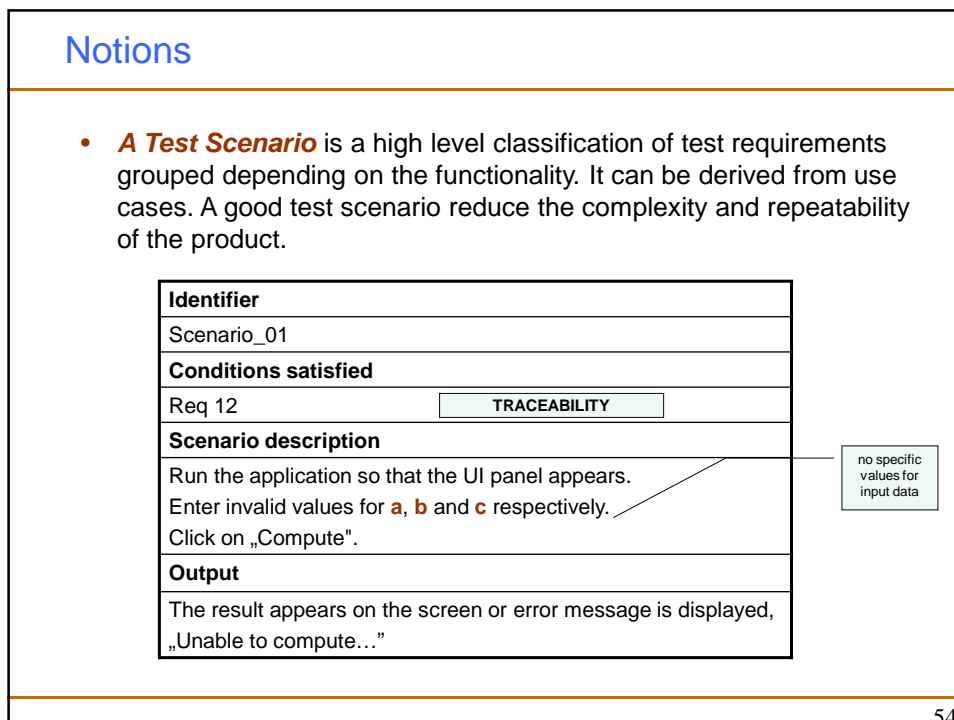 Notions
• A Test Scenario is a high level classification of test requirements
grouped depending on the functionality. It can be derived from use
cases. A good test scenario reduce the complexity and repeatability
of the product.
Identifier
Scenario_01
Conditions satisfied
Req 12 TRACEABILITY
Scenario description
Run the application so that the UI panel appears.
Enter invalid values for a, b and c respectively.
Click on „Compute".
no specific
values for
input data
Output
The result appears on the screen or error message is displayed,
„Unable to compute…”
54